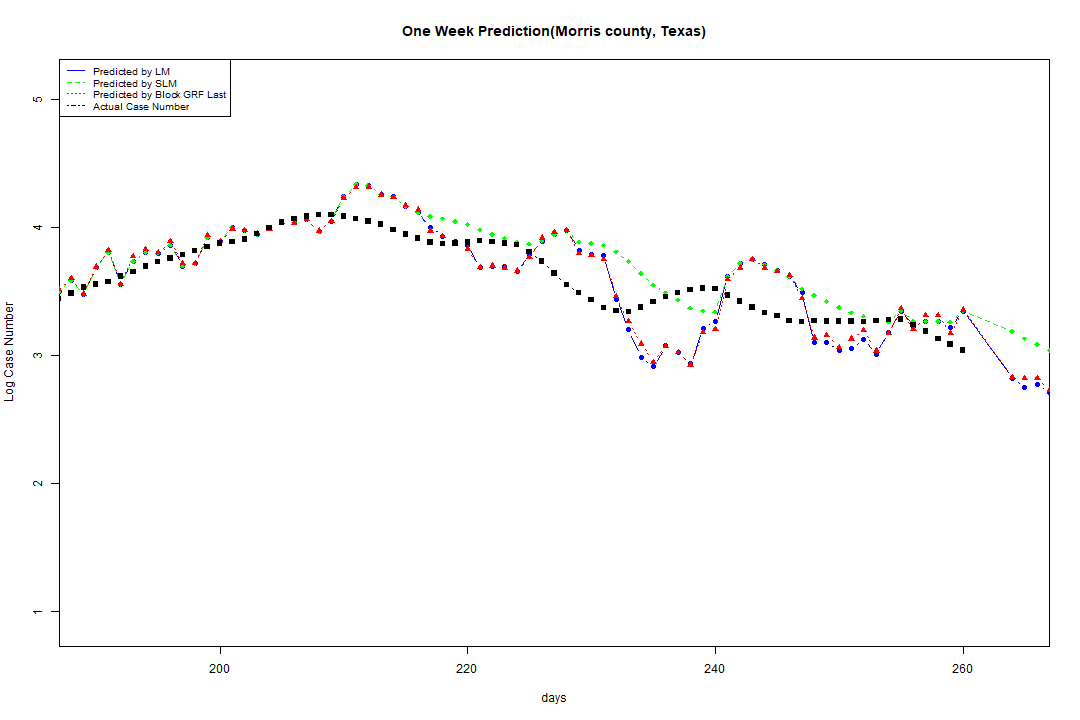 One Week Prediction(Morris county, Texas)
Predicted by LM
Predicted by SLM
Predicted by Block GRF Last
Actual Case Number
5
4
3
2
1
Log Case Number
200 220 240 260
days